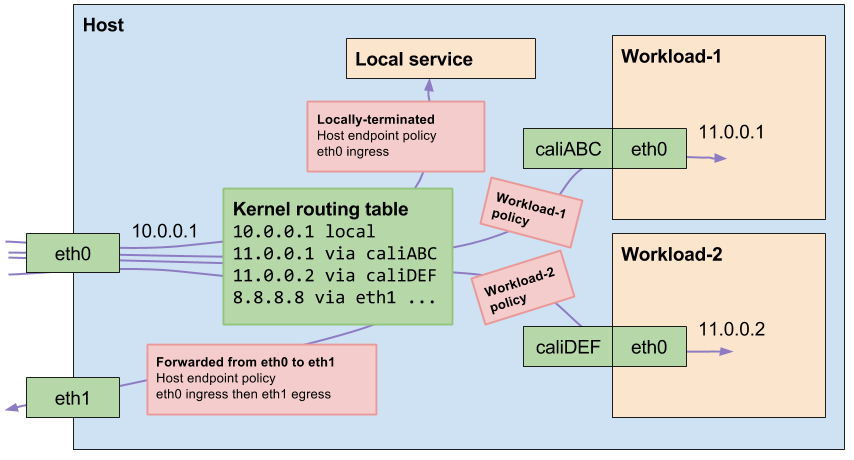 Host
Local service
Workload-1
Locally-terminated
Host endpoint policy
eth0 ingress
caliABC
eth0
11.0.0.1
Workload-1
policy
10.0.0.1
eth0
Kernel routing table
10.0.0.1 local
11.0.0.1 via caliABC
11.0.0.2 via caliDEF
8.8.8.8 via eth1 ...
Workload-2
Workload-2
policy
caliDEF
eth0
11.0.0.2
Forwarded from eth0 to eth1
Host endpoint policy
eth0 ingress then eth1 egress
eth1